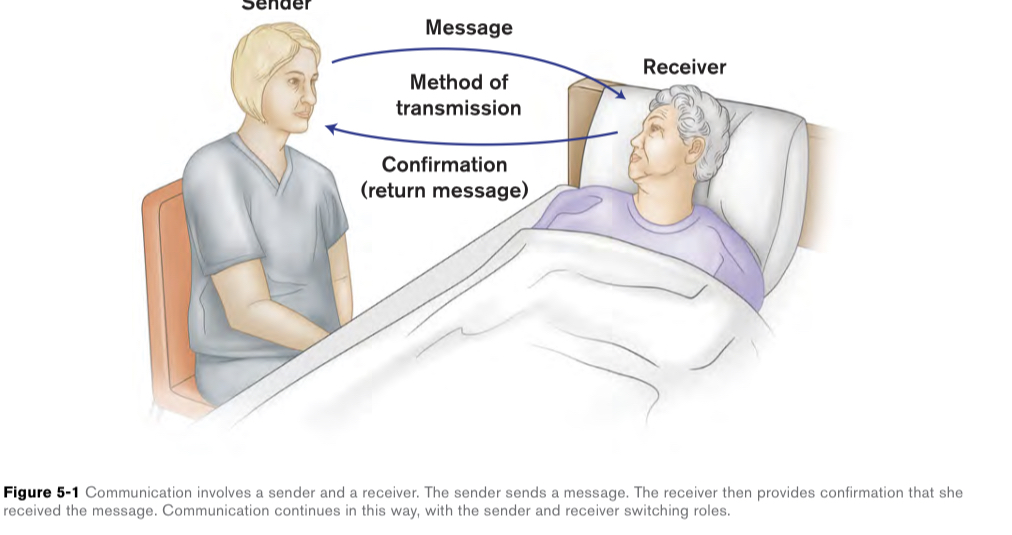 Sender
Message
Receiver
Method of
transmission
Confirmation
(return message)
Figure 5-1 Communication involves a sender and a receiver. The sender sends a message. The receiver then provides confirmation that she
received the message. Communication continues in this way, with the sender and receiver switching roles.